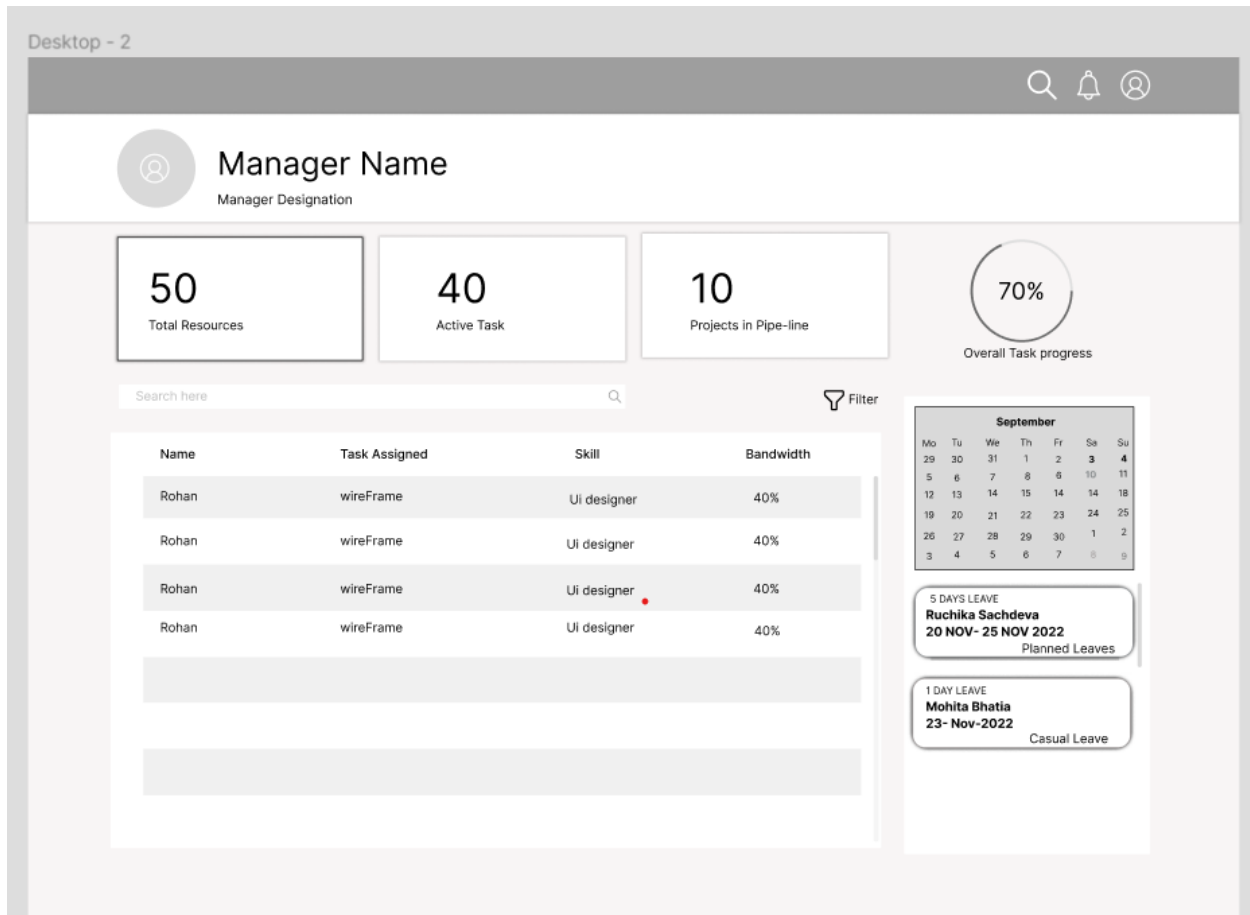 Desktop - 2
Manager Name
Manager Designation
50
Total Resources
40
Active Task
10
Projects in Pipe-line
70%
Overall Task progress
Search here
Filter
Name Task Assigned Skill Bandwidth
Rohan wireFrame Ui designer 40%
Rohan wireFrame Ui designer 40%
Rohan wireFrame Ui designer 40%
Rohan wireFrame Ui designer 40%
September
Mo Tu We Th Fr Sa Su
29 30 31 1 2 3 4
5 6 7 8 6 10 11
12 13 14 15 14 14 18
19 20 21 22 23 24 25
26 27 28 29 30 1 2
3 4 5 6 7 8 9
5 DAYS LEAVE
Ruchika Sachdeva
20 NOV- 25 NOV 2022
Planned Leaves
1 DAY LEAVE
Mohita Bhatia
23- Nov-2022
Casual Leave